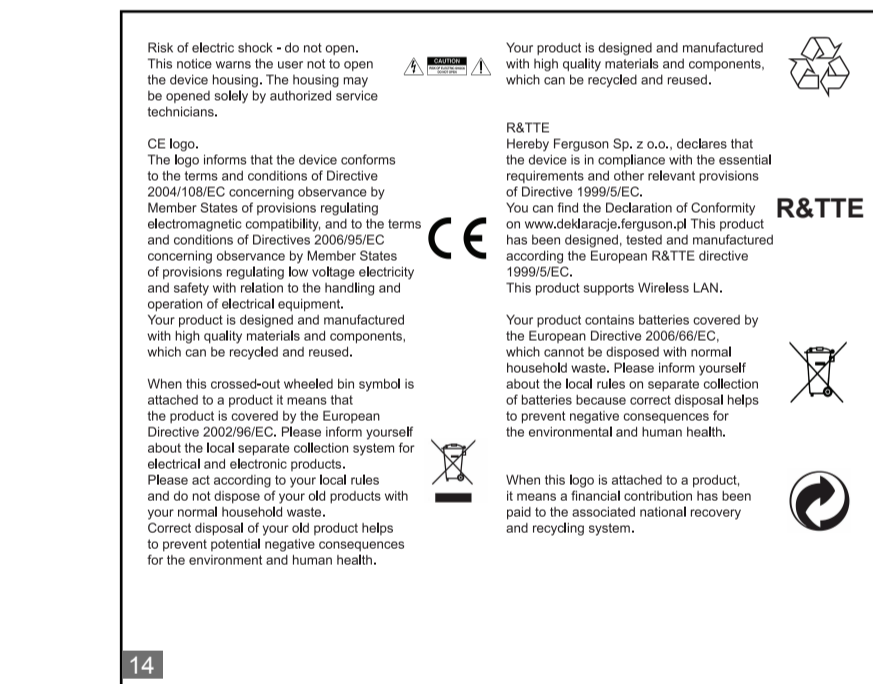 Risk of electric shock - do not open.
This notice warns the user not to open
the device housing. The housing may
be opened solely by authorized service
technicians.
CAUTION
RISK OF ELECTRIC SHOCK
DO NOT OPEN
CE logo.
The logo informs that the device conforms
to the terms and conditions of Directive
2004/108/EC concerning observance by
Member States of provisions regulating
electromagnetic compatibility, and to the terms
and conditions of Directives 2006/95/EC
concerning observance by Member States
of provisions regulating low voltage electricity
and safety with relation to the handling and
operation of electrical equipment.
Your product is designed and manufactured
with high quality materials and components,
which can be recycled and reused.
CE
When this crossed-out wheeled bin symbol is
attached to a product it means that
the product is covered by the European
Directive 2002/96/EC. Please inform yourself
about the local separate collection system for
electrical and electronic products.
Please act according to your local rules
and do not dispose of your old products with
your normal household waste.
Correct disposal of your old product helps
to prevent potential negative consequences
for the environment and human health.
Your product is designed and manufactured
with high quality materials and components,
which can be recycled and reused.
R&TTE
Hereby Ferguson Sp. z o.o., declares that
the device is in compliance with the essential
requirements and other relevant provisions
of Directive 1999/5/EC.
You can find the Declaration of Conformity
on www.deklaracje.ferguson.pl This product
has been designed, tested and manufactured
according the European R&TTE directive
1999/5/EC.
This product supports Wireless LAN.
R&TTE
Your product contains batteries covered by
the European Directive 2006/66/EC,
which cannot be disposed with normal
household waste. Please inform yourself
about the local rules on separate collection
of batteries because correct disposal helps
to prevent negative consequences for
the environmental and human health.
When this logo is attached to a product,
it means a financial contribution has been
paid to the associated national recovery
and recycling system.
14